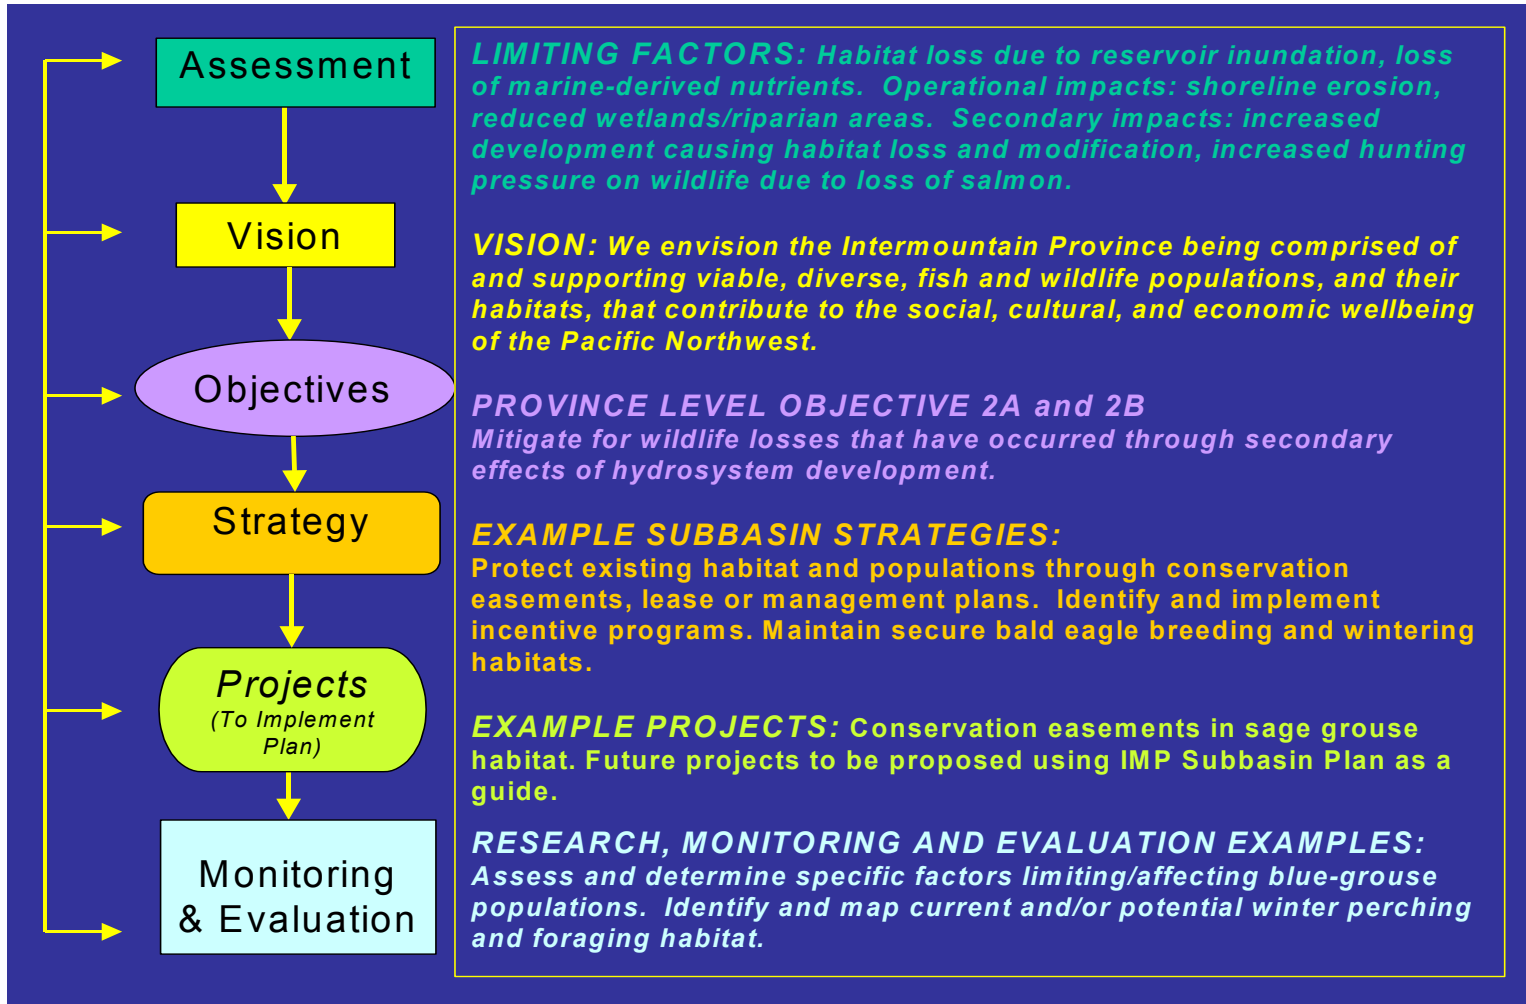 Assessment
Vision
Objectives
Strategy
Projects
(To Implement
Plan)
Monitoring
& Evaluation
LIMITING FACTORS: Habitat loss due to reservoir inundation, loss
of marine-derived nutrients.  Operational impacts: shoreline erosion,
reduced wetlands/riparian areas.  Secondary impacts: increased
development causing habitat loss and modification, increased hunting
pressure on wildlife due to loss of salmon.
VISION: We envision the Intermountain Province being comprised of
and supporting viable, diverse, fish and wildlife populations, and their
habitats, that contribute to the social, cultural, and economic wellbeing
of the Pacific Northwest.
PROVINCE LEVEL OBJECTIVE 2A and 2B
Mitigate for wildlife losses that have occurred through secondary
effects of hydrosystem development.
EXAMPLE SUBBASIN STRATEGIES:
Protect existing habitat and populations through conservation
easements, lease or management plans.  Identify and implement
incentive programs. Maintain secure bald eagle breeding and wintering
habitats.
EXAMPLE PROJECTS: Conservation easements in sage grouse
habitat. Future projects to be proposed using IMP Subbasin Plan as a
guide.
RESEARCH, MONITORING AND EVALUATION EXAMPLES:
Assess and determine specific factors limiting/affecting blue-grouse
populations.  Identify and map current and/or potential winter perching
and foraging habitat.